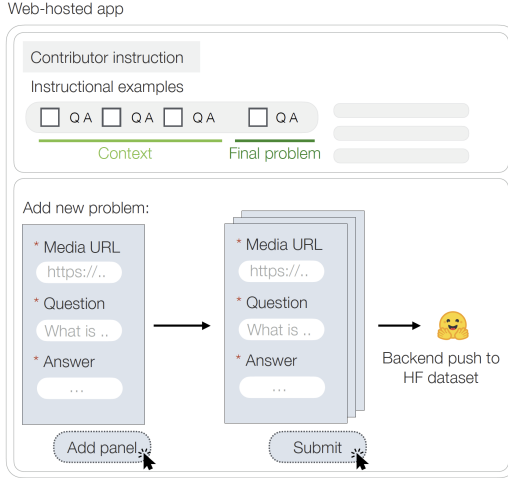 Web-hosted app
Contributor instruction
Instructional examples
Q A Q A Q A Q A
Context Final problem
Add new problem:
* Media URL
https://..
* Question
What is ..
* Answer
...
Add panel
* Media URL
https://..
* Question
What is ..
* Answer
...
Submit
Backend push to
HF dataset